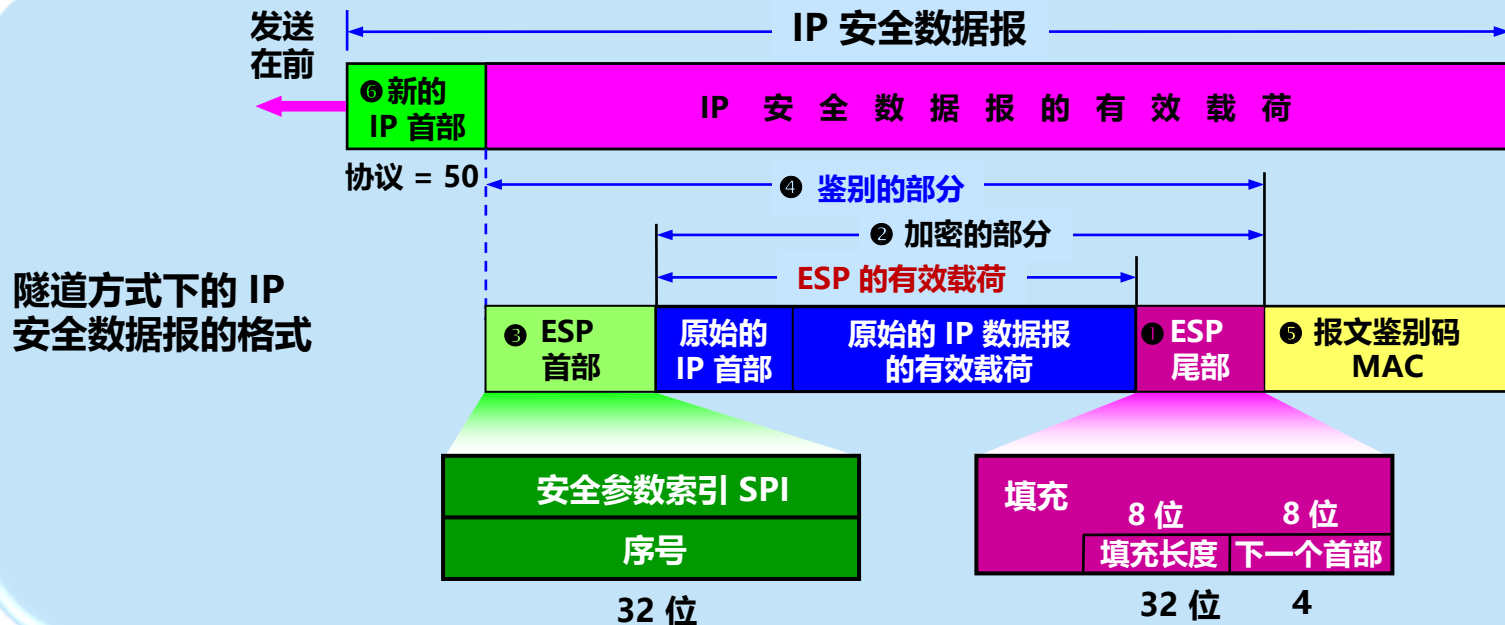 发送
在前
IP 安全数据报
❻新的
IP 首部
IP 安 全 数 据 报 的 有 效 载 荷
协议 = 50
❹ 鉴别的部分
❷ 加密的部分
ESP 的有效载荷
隧道方式下的 IP
安全数据报的格式
❸ ESP
首部
原始的
IP 首部
原始的 IP 数据报
的有效载荷
❶ESP
尾部
❺ 报文鉴别码
MAC
安全参数索引 SPI
序号
32 位
填充
8 位
8 位
填充长度
下一个首部
32 位
4